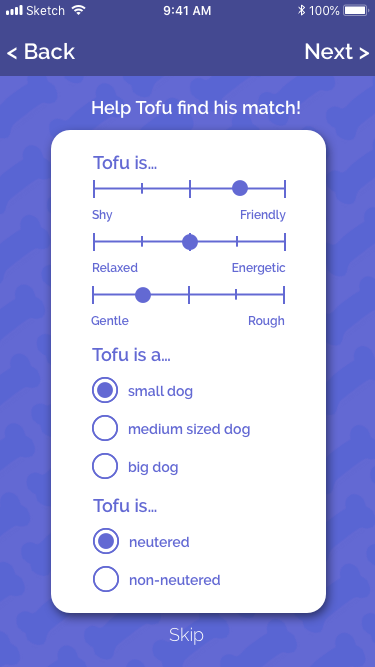 Sketch 9:41 AM 100%
< Back Next >
Help Tofu find his match!
Tofu is...
Shy Friendly
Relaxed Energetic
Gentle Rough
Tofu is a...
small dog
medium sized dog
big dog
Tofu is...
neutered
non-neutered
Skip